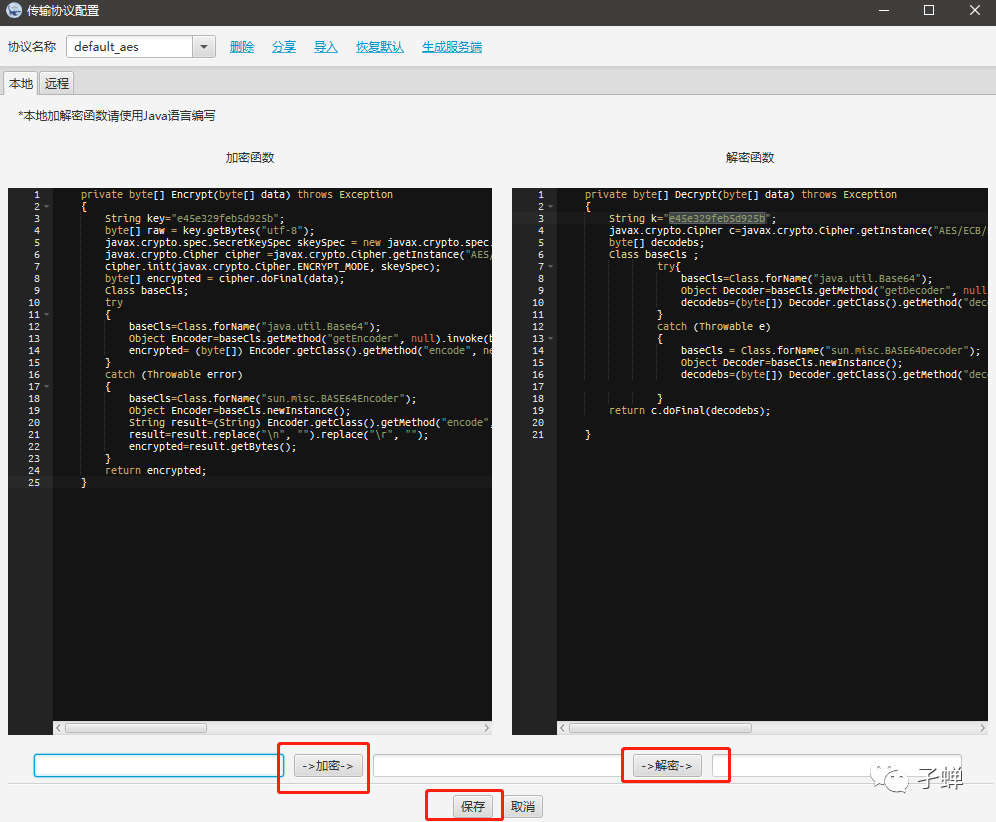 传输协议配置
协议名称 default_aes 删除 分享 导入 恢复默认 生成服务端
本地 远程
*本地加解密函数请使用Java语言编写
加密函数
1 private byte[] Encrypt(byte[] data) throws Exception
2 {
3 String key="e45e329feb5d925b";
4 byte[] raw = key.getBytes("utf-8");
5 javax.crypto.spec.SecretKeySpec skeySpec = new javax.crypto.spec.
6 javax.crypto.Cipher cipher =javax.crypto.Cipher.getInstance("AES/
7 cipher.init(javax.crypto.Cipher.ENCRYPT_MODE, skeySpec);
8 byte[] encrypted = cipher.doFinal(data);
9 Class baseCls;
10 try
11 {
12 baseCls=Class.forName("java.util.Base64");
13 Object Encoder=baseCls.getMethod("getEncoder", null).invoke(b
14 encrypted= (byte[]) Encoder.getClass().getMethod("encode", ne
15 }
16 catch (Throwable error)
17 {
18 baseCls=Class.forName("sun.misc.BASE64Encoder");
19 Object Encoder=baseCls.newInstance();
20 String result=(String) Encoder.getClass().getMethod("encode",
21 result=result.replace("\n", "").replace("\r", "");
22 encrypted=result.getBytes();
23 }
24 return encrypted;
25 }
解密函数
1 private byte[] Decrypt(byte[] data) throws Exception
2 {
3 String k="e45e329feb5d925b";
4 javax.crypto.Cipher c=javax.crypto.Cipher.getInstance("AES/ECB/
5 byte[] decodebs;
6 Class baseCls ;
7 try{
8 baseCls=Class.forName("java.util.Base64");
9 Object Decoder=baseCls.getMethod("getDecoder", null
10 decodebs=(byte[]) Decoder.getClass().getMethod("dec
11 }
12 catch (Throwable e)
13 {
14 baseCls = Class.forName("sun.misc.BASE64Decoder");
15 Object Decoder=baseCls.newInstance();
16 decodebs=(byte[]) Decoder.getClass().getMethod("dec
17
18 }
19 return c.doFinal(decodebs);
20
21 }
->加密-> ->解密->
子蝉
保存 取消